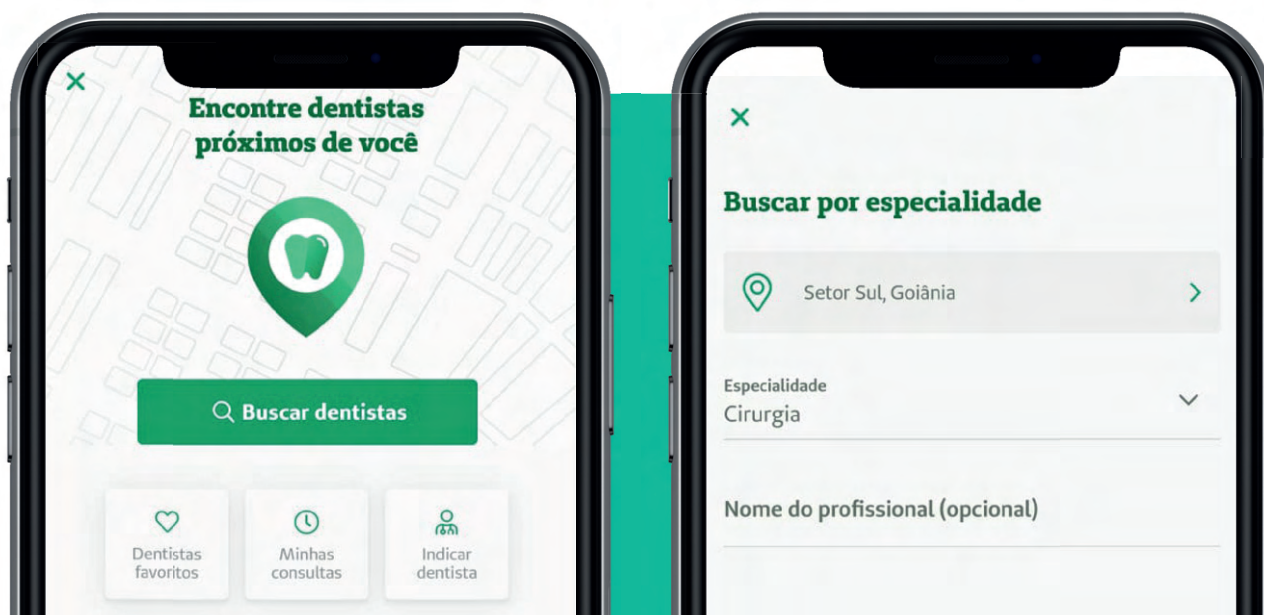 Encontre dentistas
próximos de você
Buscar dentistas
Dentistas
favoritos
Minhas
consultas
Indicar
dentista
Buscar por especialidade
Setor Sul, Goiânia
Especialidade
Cirurgia
Nome do profissional (opcional)